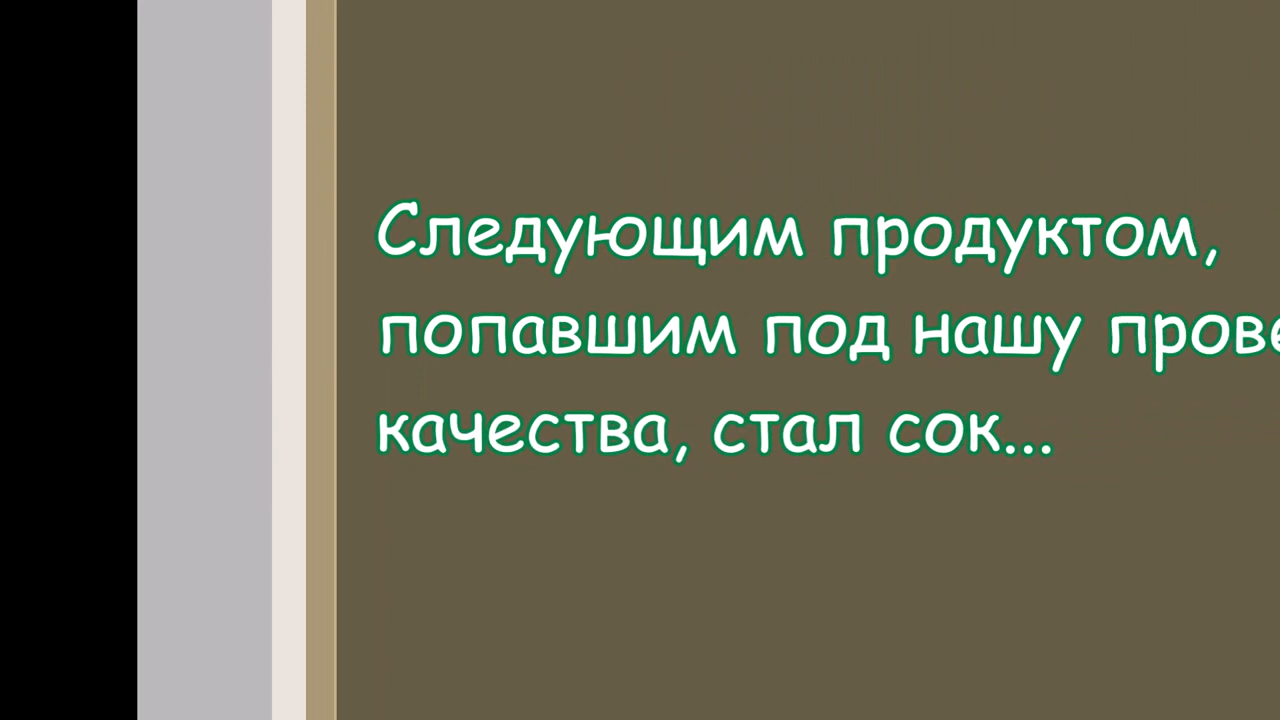 Следующим продуктом,
попавшим под нашу
качества, стал сок...